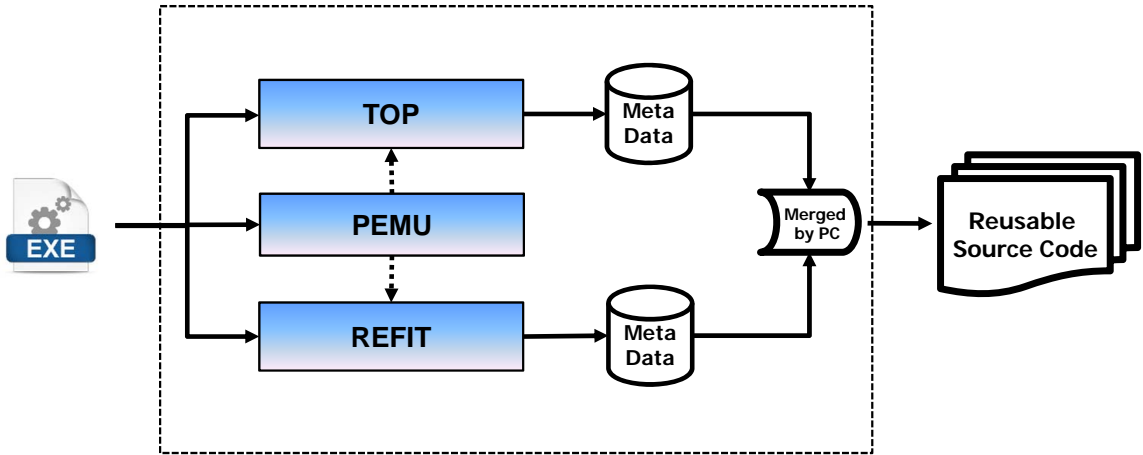 TOP
Meta
Data
EXE
PEMU
Merged
by PC
Reusable
Source Code
REFIT
Meta
Data